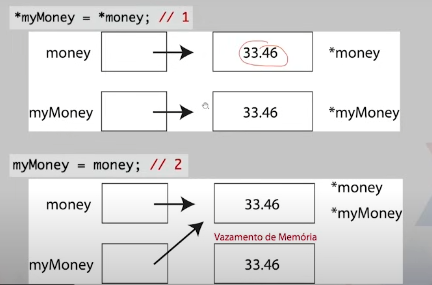 *myMoney = *money; // 1
money 33.46 *money
myMoney 33.46 *myMoney
myMoney = money; // 2
*money
money 33.46
*myMoney
Vazamento de Memória
myMoney 33.46